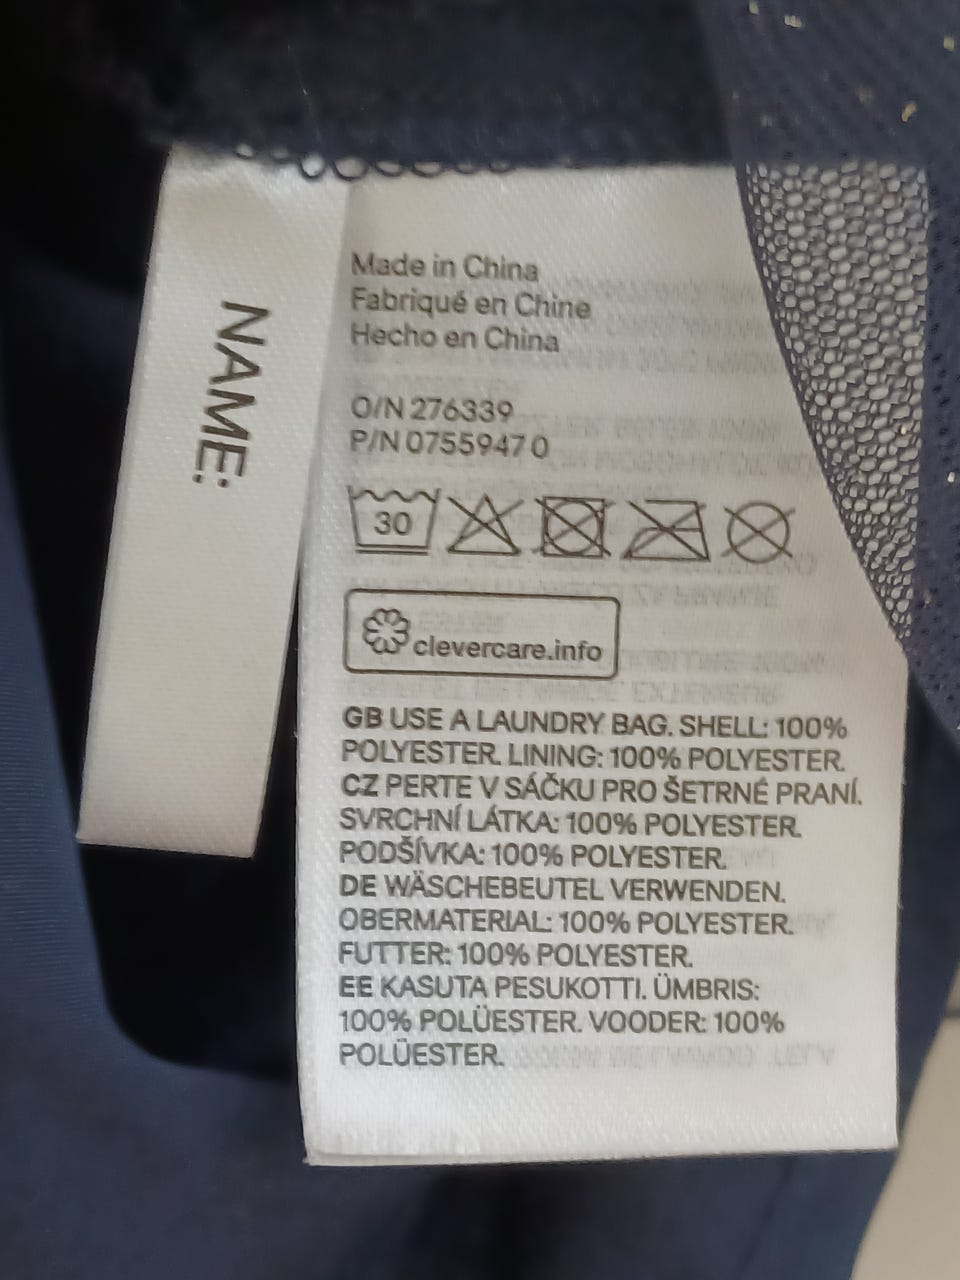 NAME:
Made in China
Fabriqué en Chine
Hecho en China
O/N 276339
P/N 0755947 0
30
clevercare.info
GB USE A LAUNDRY BAG. SHELL: 100%
POLYESTER. LINING: 100% POLYESTER.
CZ PERTE V SÁČKU PRO ŠETRNÉ PRANÍ.
SVRCHNÍ LÁTKA: 100% POLYESTER.
PODŠÍVKA: 100% POLYESTER.
DE WÄSCHEBEUTEL VERWENDEN.
OBERMATERIAL: 100% POLYESTER.
FUTTER: 100% POLYESTER.
EE KASUTA PESUKOTTI. ÜMBRIS:
100% POLÜESTER. VOODER: 100%
POLÜESTER.